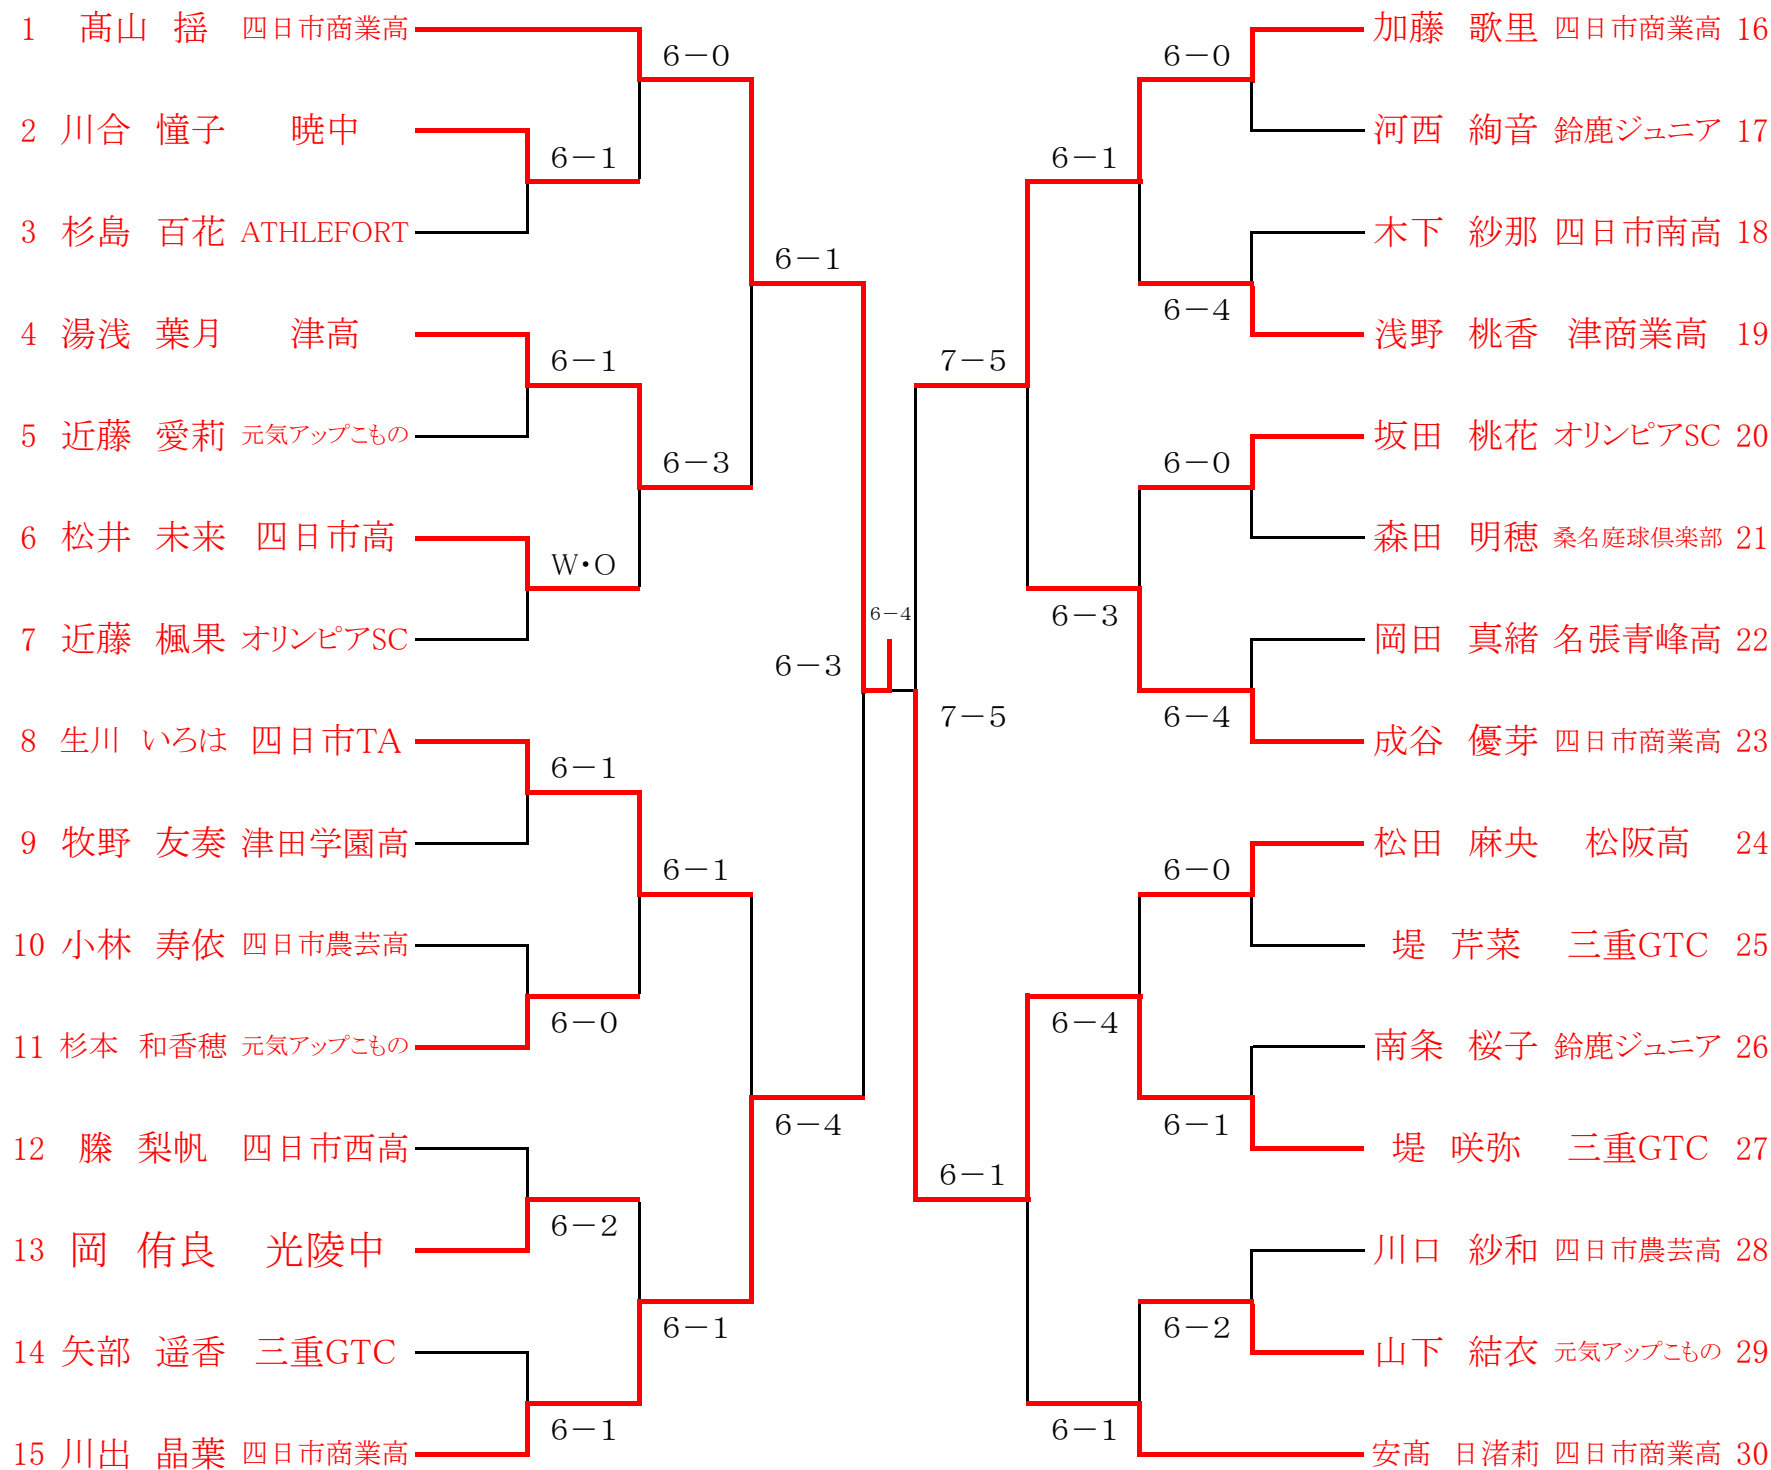 1 髙山 揺 四日市商業高
2 川合 憧子 暁中
3 杉島 百花 ATHLEFORT
4 湯浅 葉月 津高
5 近藤 愛莉 元気アップこもの
6 松井 未来 四日市高
7 近藤 楓果 オリンピアSC
8 生川 いろは 四日市TA
9 牧野 友奏 津田学園高
10 小林 寿依 四日市農芸高
11 杉本 和香穂 元気アップこもの
12 滕 梨帆 四日市西高
13 岡 侑良 光陵中
14 矢部 遥香 三重GTC
15 川出 晶葉 四日市商業高
6－1
6－1
W・O
6－1
6－0
6－2
6－1
6－0
6－3
6－1
6－1
6－1
6－4
6－3
6－4
7－5
7－5
6－1
6－1
6－3
6－4
6－1
6－0
6－4
6－0
6－4
6－0
6－1
6－2
加藤 歌里 四日市商業高 16
河西 絢音 鈴鹿ジュニア 17
木下 紗那 四日市南高 18
浅野 桃香 津商業高 19
坂田 桃花 オリンピアSC 20
森田 明穂 桑名庭球倶楽部 21
岡田 真緒 名張青峰高 22
成谷 優芽 四日市商業高 23
松田 麻央 松阪高 24
堤 芹菜 三重GTC 25
南条 桜子 鈴鹿ジュニア 26
堤 咲弥 三重GTC 27
川口 紗和 四日市農芸高 28
山下 結衣 元気アップこもの 29
安髙 日渚莉 四日市商業高 30